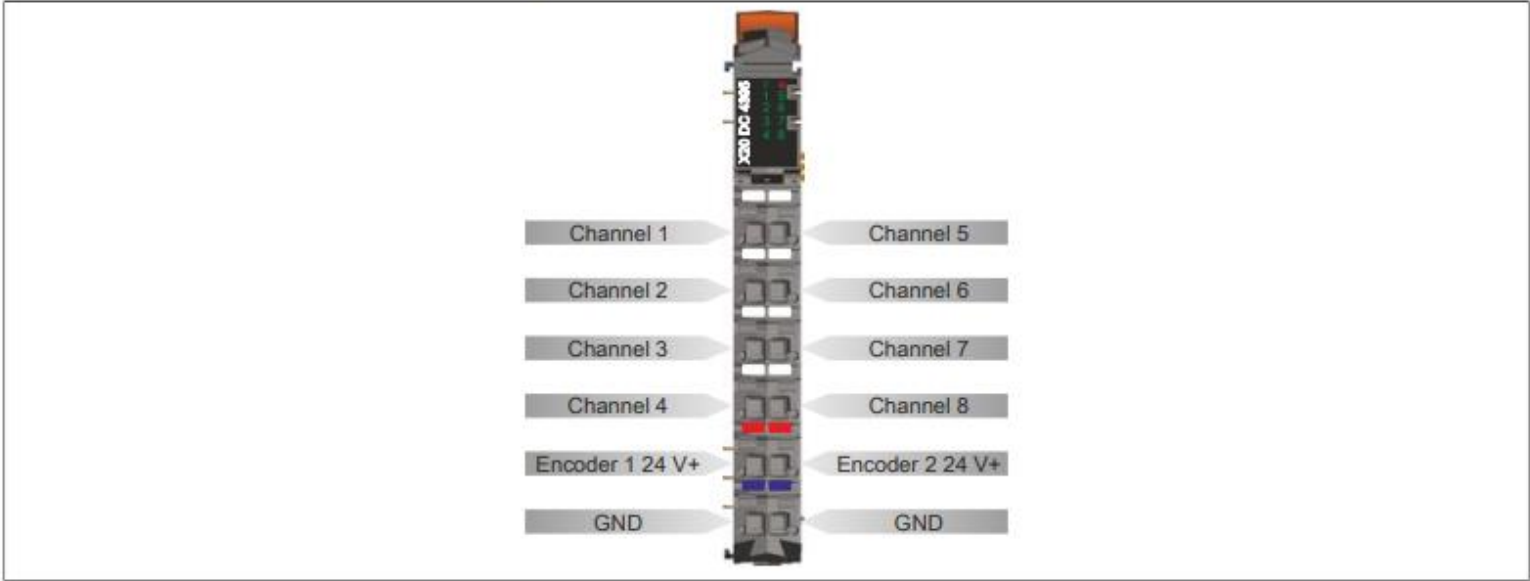 X20 DC 4395
Channel 1
Channel 5
Channel 2
Channel 6
Channel 3
Channel 7
Channel 4
Channel 8
Encoder 1 24 V+
Encoder 2 24 V+
GND
GND